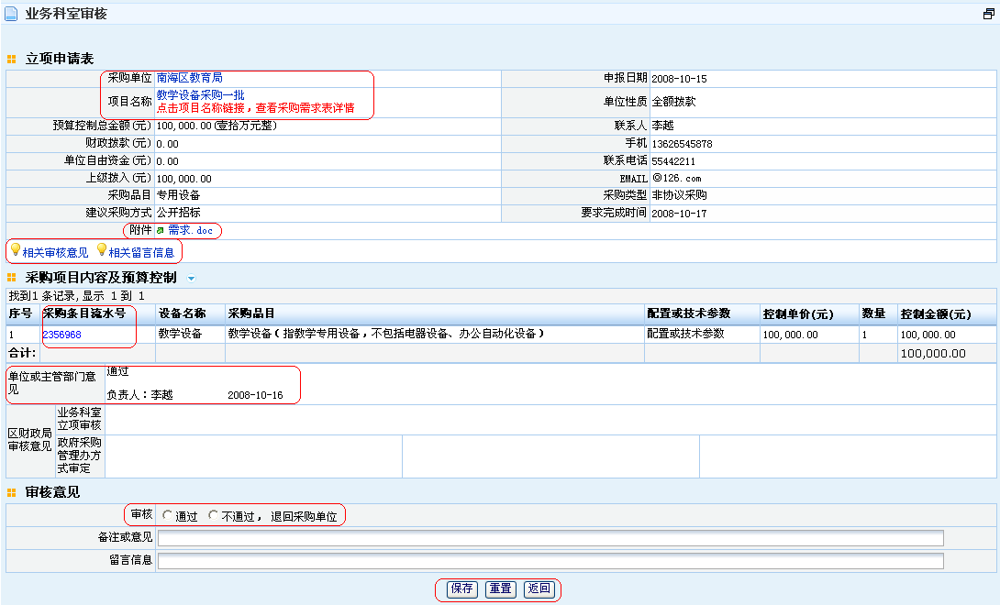 业务科室审核
立项申请表
采购单位 南海区教育局 申报日期 2008-10-15
项目名称 教学设备采购一批
点击项目名称链接，查看采购需求表详情 单位性质 全额拨款
预算控制总金额(元) 100,000.00(壹拾万元整) 联系人 李越
财政拨款(元) 0.00 手机 13626545878
单位自由资金(元) 0.00 联系电话 55442211
上级拨入(元) 100,000.00 EMAIL @126.com
采购品目 专用设备 采购类型 非协议采购
建议采购方式 公开招标 要求完成时间 2008-10-17
附件 需求.doc
相关审核意见 相关留言信息
采购项目内容及预算控制
找到1 条记录,显示 1 到 1
序号 采购条目流水号 设备名称 采购品目 配置或技术参数 控制单价(元) 数量 控制金额(元)
1 2356968 教学设备 教学设备(指教学专用设备,不包括电器设备、办公自动化设备) 配置或技术参数 100,000.00 1 100,000.00
合计: 100,000.00
单位或主管部门意
见
通过
负责人：李越 2008-10-16
区财政局
审核意见
业务科室
立项审核
政府采购
管理办方
式审定
审核意见
审核 通过 不通过， 退回采购单位
备注或意见
留言信息
保存 重置 返回